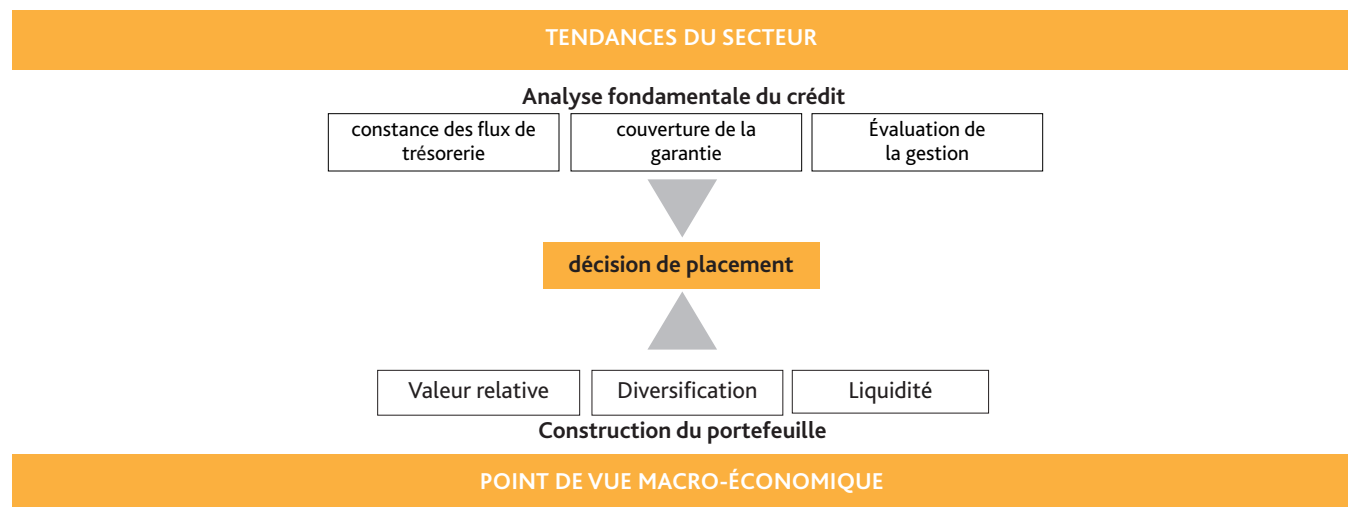 TENDANCES DU SECTEUR
Analyse fondamentale du crédit
constance des flux de
trésorerie
couverture de la
garantie
Évaluation de
la gestion
décision de placement
Valeur relative
Diversification
Liquidité
Construction du portefeuille
POINT DE VUE MACRO-ÉCONOMIQUE